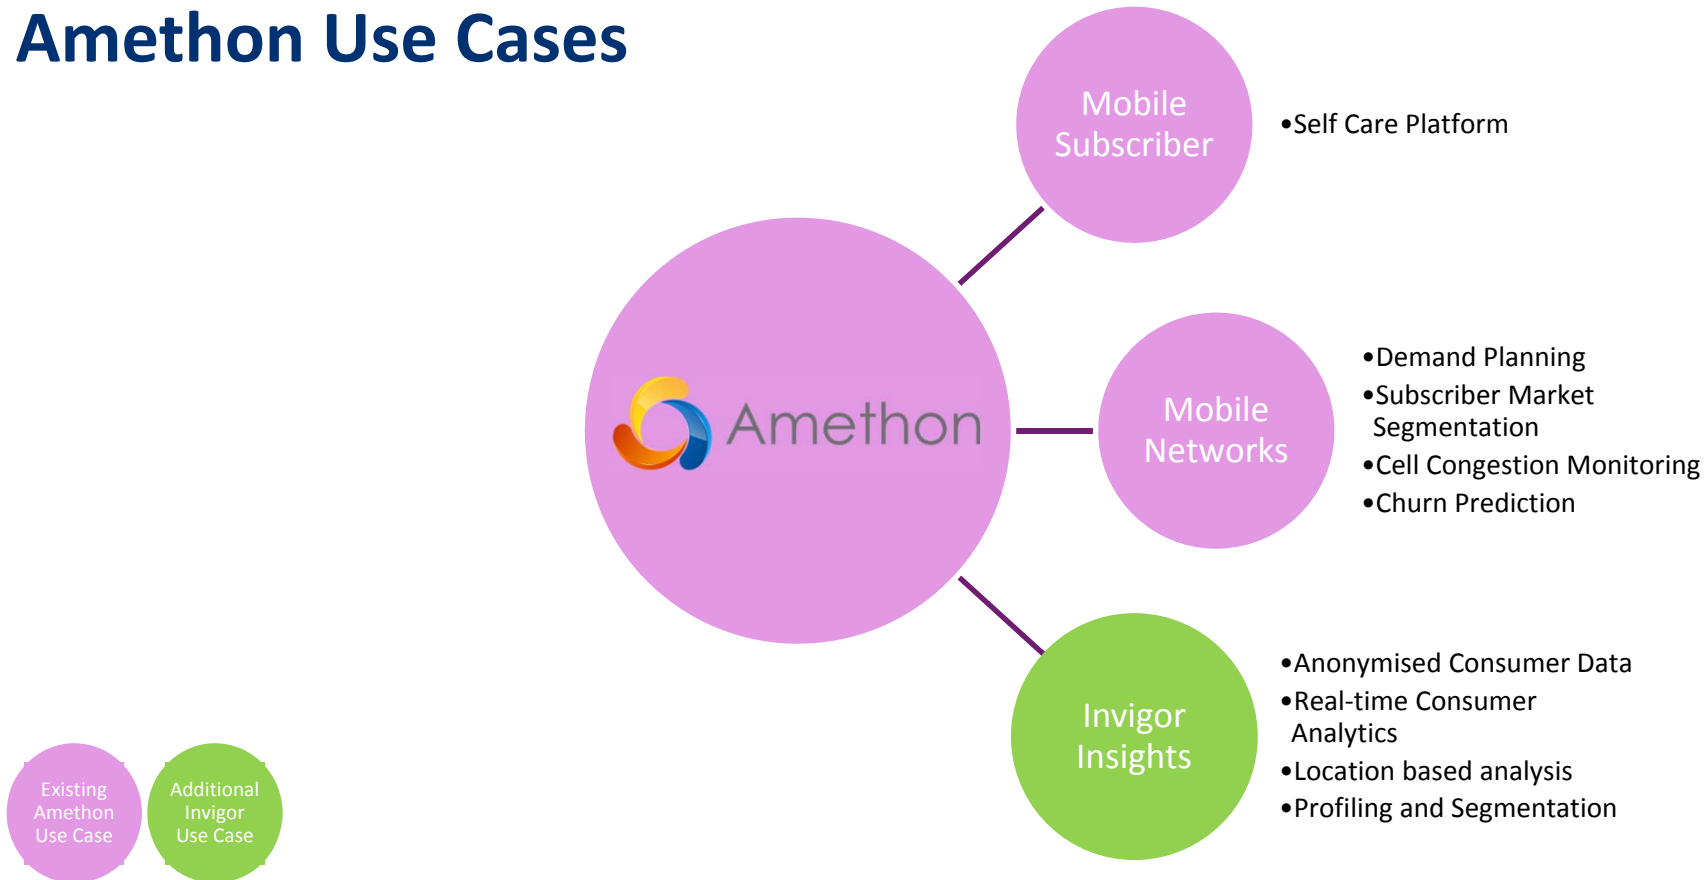 Amethon Use Cases
Mobile
Subscriber
•Self Care Platform
Amethon
Mobile
Networks
•Demand Planning
•Subscriber Market
Segmentation
•Cell Congestion Monitoring
•Churn Prediction
Invigor
Insights
•Anonymised Consumer Data
•Real-time Consumer
Analytics
•Location based analysis
•Profiling and Segmentation
Existing
Amethon
Use Case
Additional
Invigor
Use Case